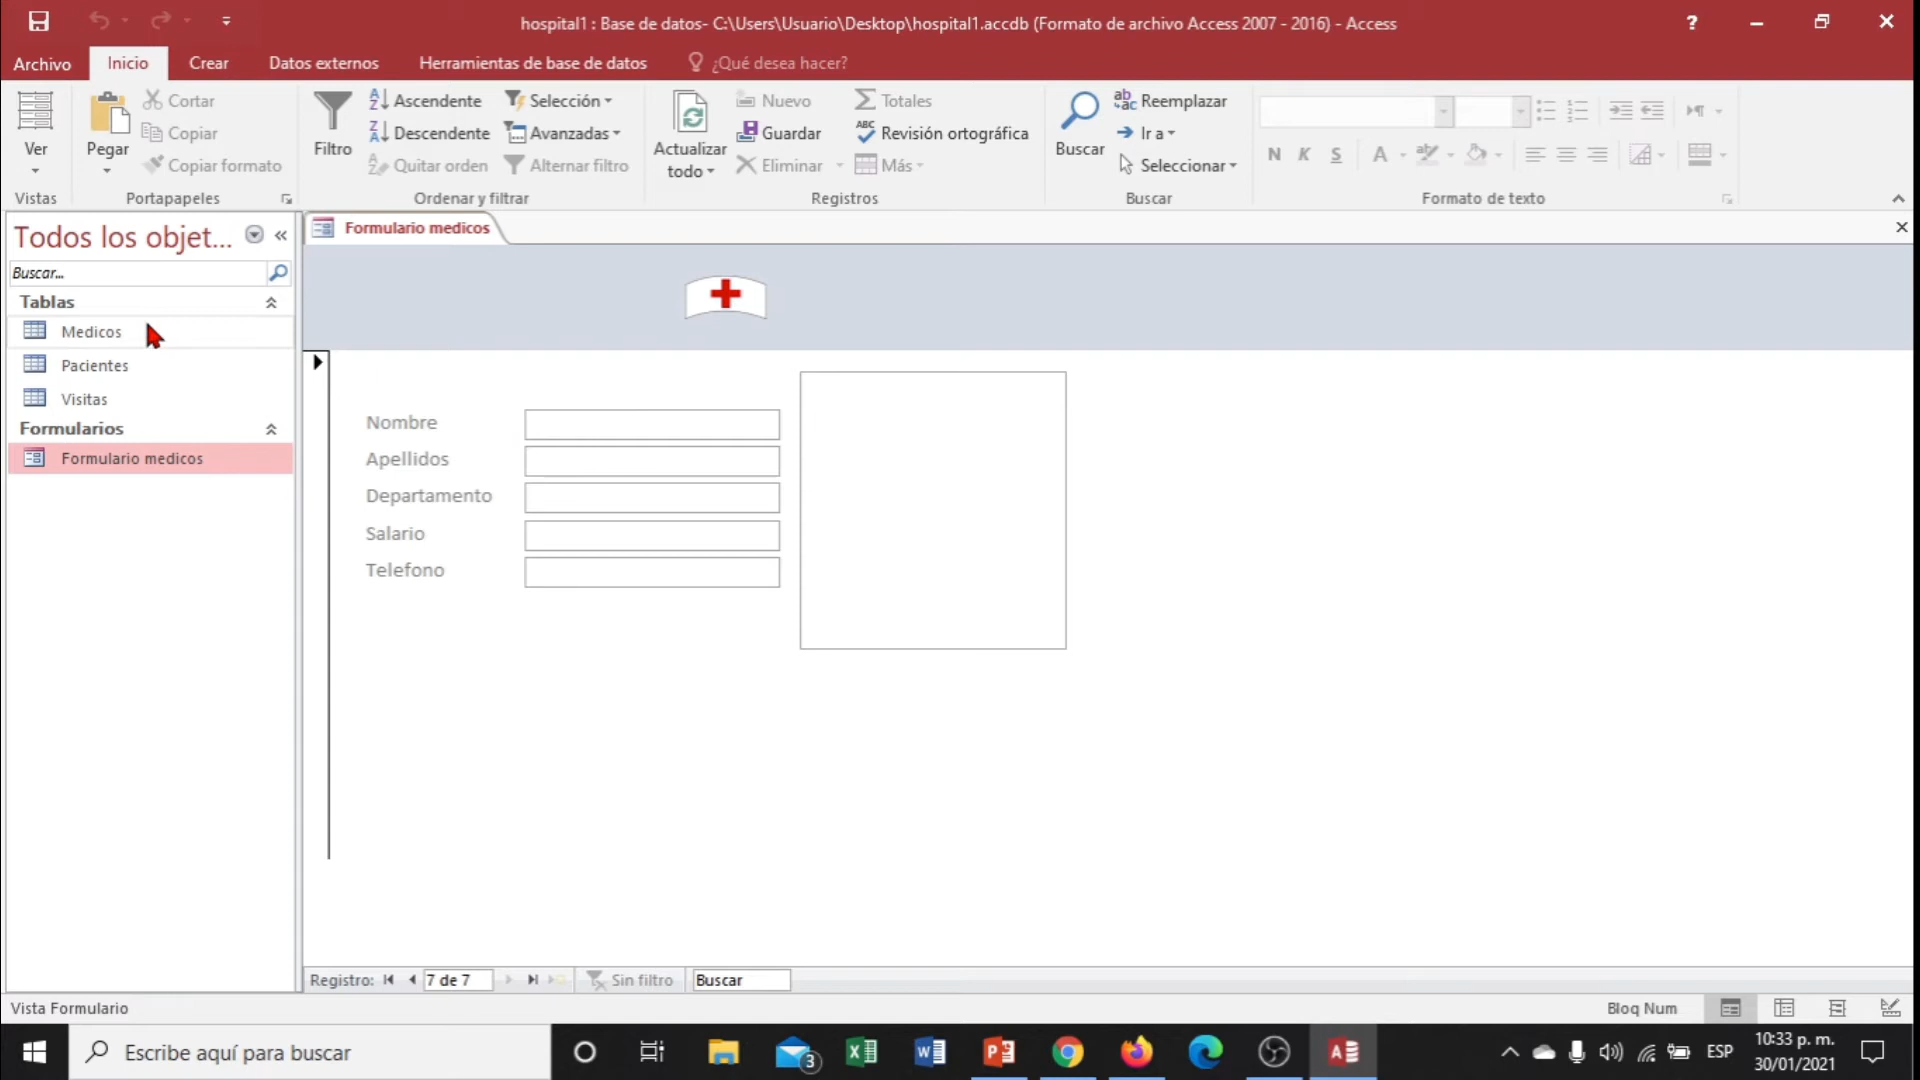 hospital1 : Base de datos- C:\Users\Usuario\Desktop\hospital1.accdb (Formato de archivo Access 2007 - 2016) - Access
?
Archivo
Inicio
Crear
Datos externos
Herramientas de base de datos
¿Qué desea hacer?
Ver
Vistas
Pegar
Cortar
Copiar
Copiar formato
Portapapeles
Filtro
Ascendente
Descendente
Quitar orden
Selección
Avanzadas
Alternar filtro
Ordenar y filtrar
Actualizar
todo
Nuevo
Guardar
Eliminar
Totales
Revisión ortográfica
Más
Registros
Buscar
Reemplazar
Ir a
Seleccionar
Buscar
N K S A
Formato de texto
Todos los objet...
Buscar...
Tablas
Medicos
Pacientes
Visitas
Formularios
Formulario medicos
Formulario medicos
Nombre
Apellidos
Departamento
Salario
Telefono
Registro:
7 de 7
Sin filtro
Buscar
Vista Formulario
Bloq Num
Escribe aquí para buscar
3
ESP
10:33 p. m.
30/01/2021